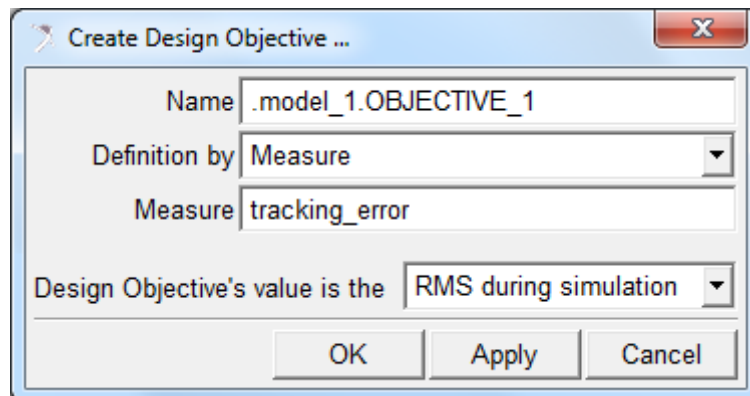 Create Design Objective ...
Name .model_1.OBJECTIVE_1
Definition by Measure
Measure tracking_error
Design Objective's value is the RMS during simulation
OK Apply Cancel